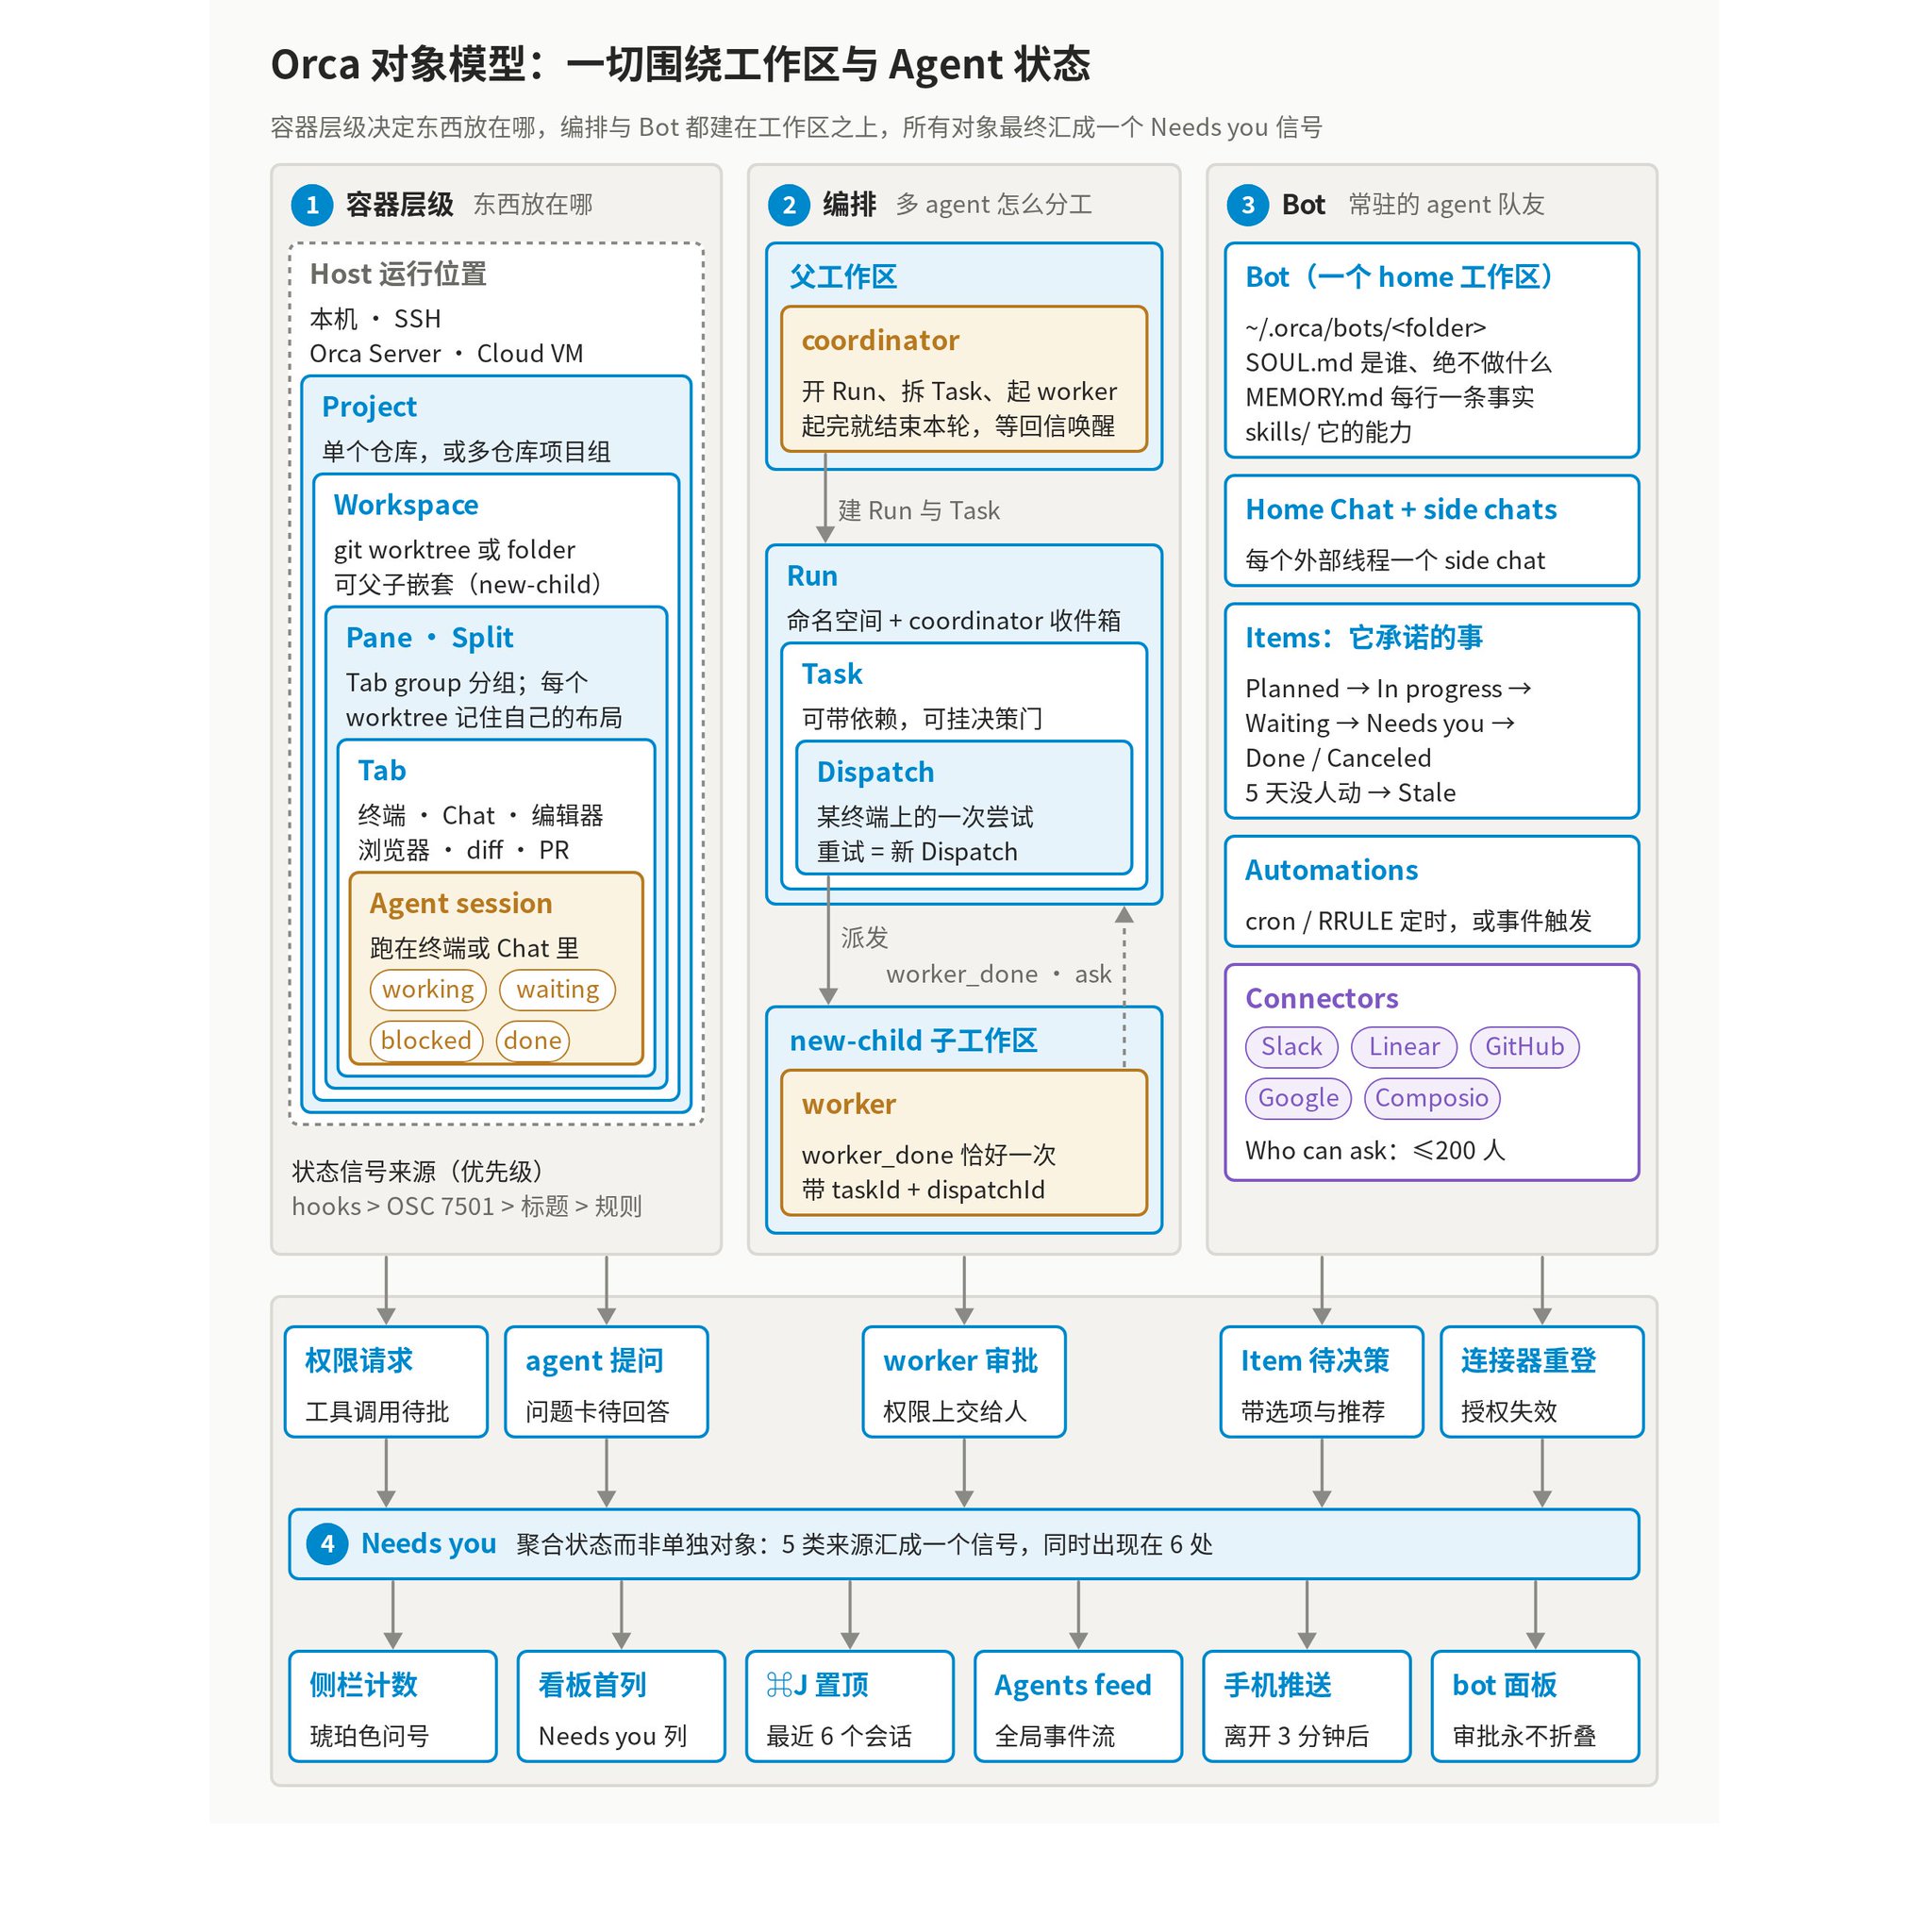 Orca 对象模型：一切围绕工作区与 Agent 状态
容器层级决定东西放在哪，编排与 Bot 都建在工作区之上，所有对象最终汇成一个 Needs you 信号
1 容器层级 东西放在哪
Host 运行位置
本机 · SSH
Orca Server · Cloud VM
Project
单个仓库，或多仓库项目组
Workspace
git worktree 或 folder
可父子嵌套（new-child）
Pane · Split
Tab group 分组；每个
worktree 记住自己的布局
Tab
终端 · Chat · 编辑器
浏览器 · diff · PR
Agent session
跑在终端或 Chat 里
working waiting
blocked done
状态信号来源（优先级）
hooks > OSC 7501 > 标题 > 规则
2 编排 多 agent 怎么分工
父工作区
coordinator
开 Run、拆 Task、起 worker
起完就结束本轮，等回信唤醒
建 Run 与 Task
Run
命名空间 + coordinator 收件箱
Task
可带依赖，可挂决策门
Dispatch
某终端上的一次尝试
重试 = 新 Dispatch
派发
worker_done · ask
new-child 子工作区
worker
worker_done 恰好一次
带 taskId + dispatchId
3 Bot 常驻的 agent 队友
Bot（一个 home 工作区）
~/.orca/bots/<folder>
SOUL.md 是谁、绝不做什么
MEMORY.md 每行一条事实
skills/ 它的能力
Home Chat + side chats
每个外部线程一个 side chat
Items：它承诺的事
Planned → In progress →
Waiting → Needs you →
Done / Canceled
5 天没人动 → Stale
Automations
cron / RRULE 定时，或事件触发
Connectors
Slack Linear GitHub
Google Composio
Who can ask：≤200 人
权限请求
工具调用待批
agent 提问
问题卡待回答
worker 审批
权限上交给人
Item 待决策
带选项与推荐
连接器重登
授权失效
4 Needs you 聚合状态而非单独对象：5 类来源汇成一个信号，同时出现在 6 处
侧栏计数
琥珀色问号
看板首列
Needs you 列
⌘J 置顶
最近 6 个会话
Agents feed
全局事件流
手机推送
离开 3 分钟后
bot 面板
审批永不折叠